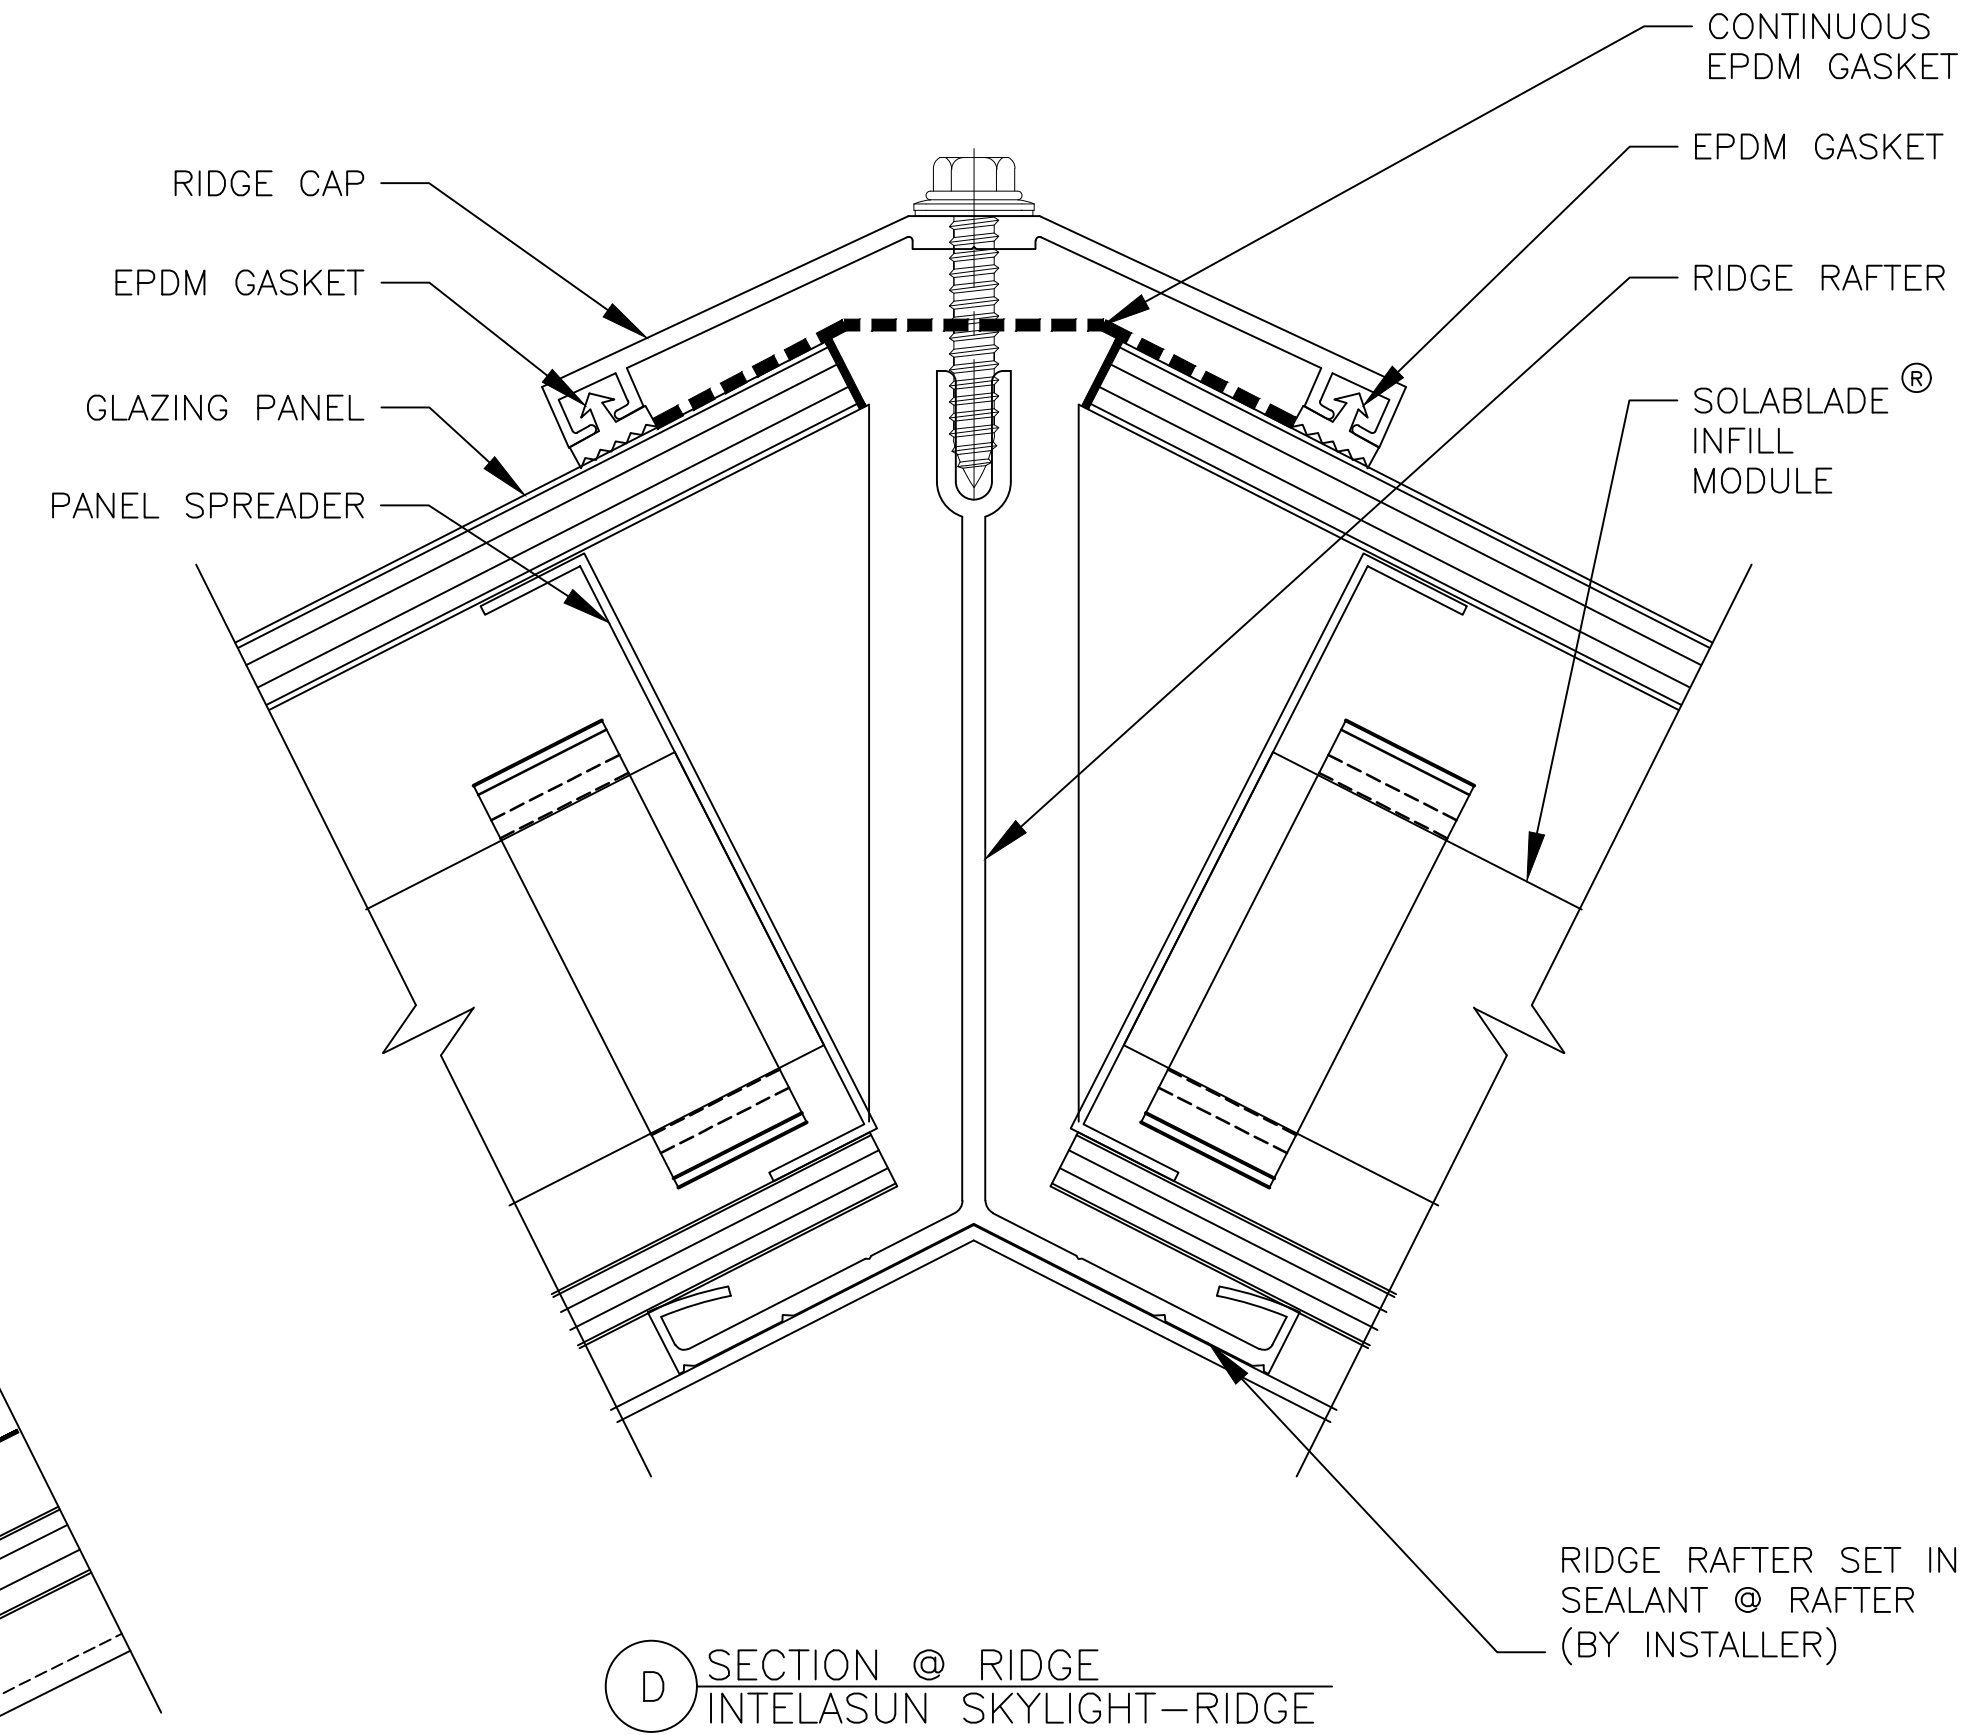 CONTINUOUS
EPDM GASKET
EPDM GASKET
RIDGE RAFTER
SOLABLADE®
INFILL
MODULE
RIDGE CAP
EPDM GASKET
GLAZING PANEL
PANEL SPREADER
RIDGE RAFTER SET IN
SEALANT @ RAFTER
(BY INSTALLER)
D
SECTION @ RIDGE
INTELASUN SKYLIGHT-RIDGE